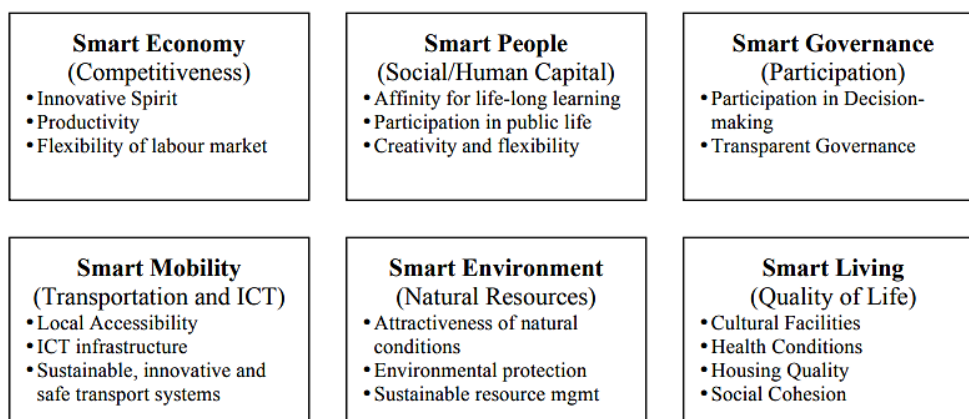 Smart Economy
(Competitiveness)
• Innovative Spirit
• Productivity
• Flexibility of labour market
Smart People
(Social/Human Capital)
• Affinity for life-long learning
• Participation in public life
• Creativity and flexibility
Smart Governance
(Participation)
• Participation in Decision-
making
• Transparent Governance
Smart Mobility
(Transportation and ICT)
• Local Accessibility
• ICT infrastructure
• Sustainable, innovative and
safe transport systems
Smart Environment
(Natural Resources)
• Attractiveness of natural
conditions
• Environmental protection
• Sustainable resource mgmt
Smart Living
(Quality of Life)
• Cultural Facilities
• Health Conditions
• Housing Quality
• Social Cohesion